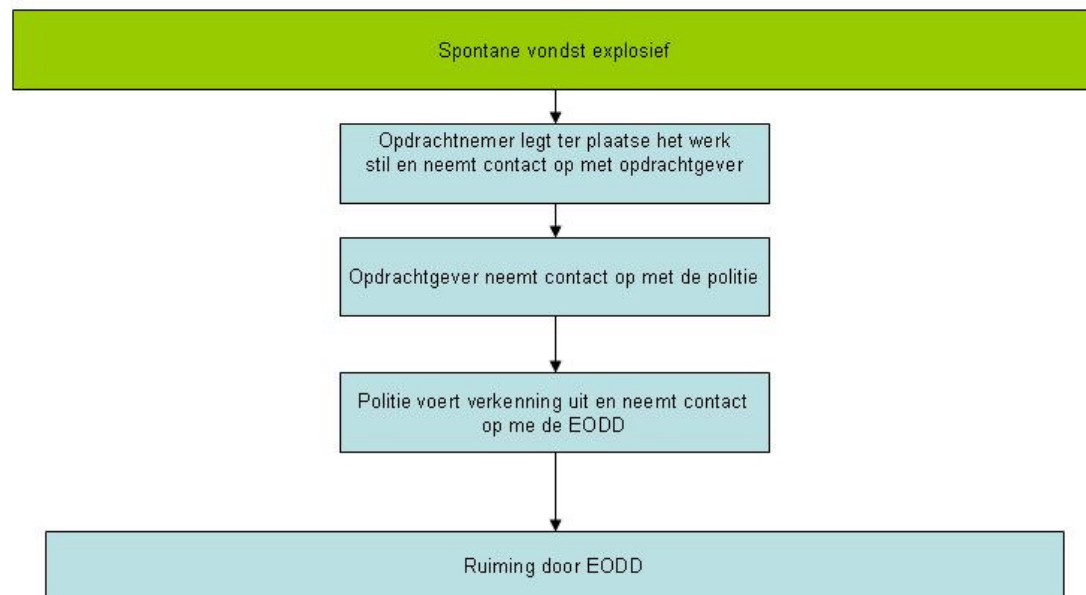 Spontane vondst explosief
Opdrachtnemer legt ter plaatse het werk
stil en neemt contact op met opdrachtgever
Opdrachtgever neemt contact op met de politie
Politie voert verkenning uit en neemt contact
op me de EODD
Ruiming door EODD